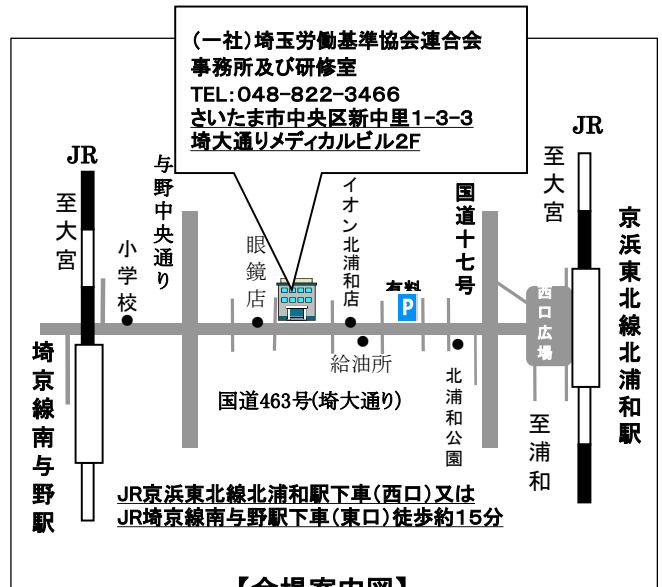 (一社)埼玉労働基準協会連合会
事務所及び研修室
TEL:048-822-3466
さいたま市中央区新中里1-3-3
埼大通りメディカルビル2F
JR
JR
至大宮
小学校
与野中央通り
眼鏡店
イオン北浦和店
有料
P
国道十七号
至大宮
京浜東北線北浦和駅
西口広場
埼京線南与野駅
給油所
国道463号(埼大通り)
北浦和公園
至浦和
JR京浜東北線北浦和駅下車(西口)又は
JR埼京線南与野駅下車(東口)徒歩約15分
【会場案内図】